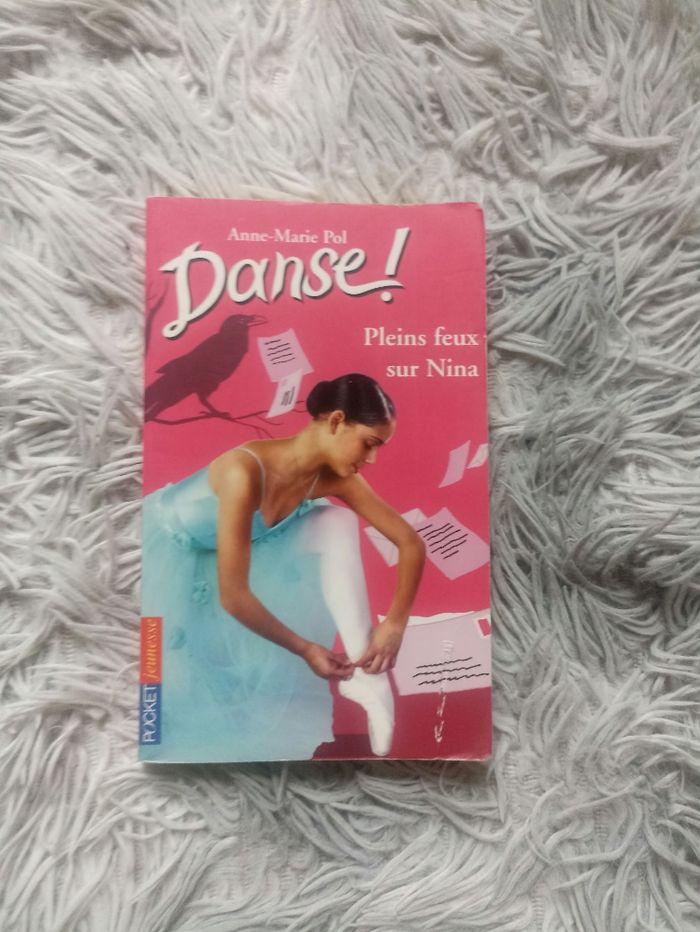 Anne-Marie Pol
Danse!
Pleins feux
sur Nina
POCKET jeunesse